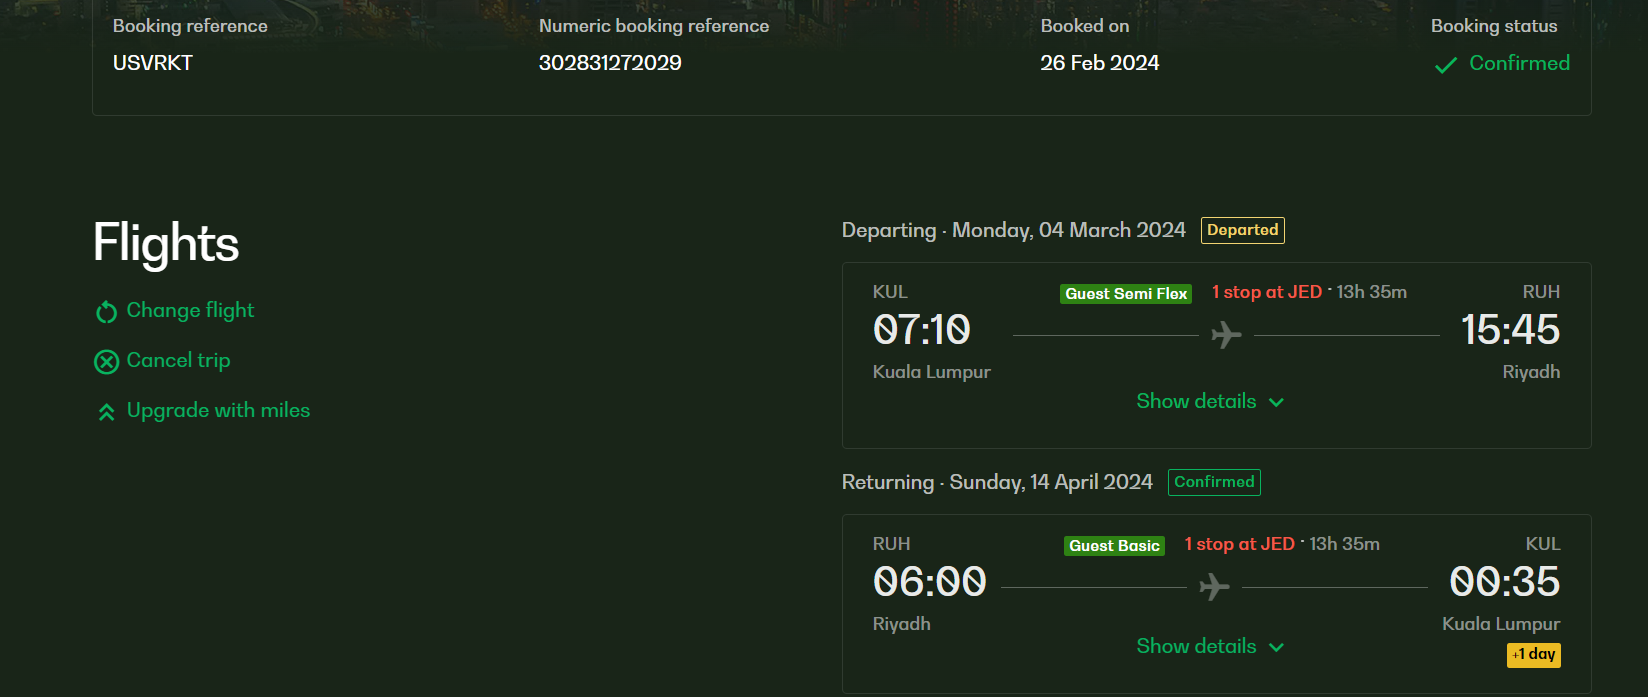 Booking reference
USVRKT
Numeric booking reference
302831272029
Booked on
26 Feb 2024
Booking status
Confirmed
Flights
Change flight
Cancel trip
Upgrade with miles
Departing · Monday, 04 March 2024 Departed
KUL Guest Semi Flex 1 stop at JED · 13h 35m RUH
07:10 15:45
Kuala Lumpur Riyadh
Show details
Returning · Sunday, 14 April 2024 Confirmed
RUH Guest Basic 1 stop at JED · 13h 35m KUL
06:00 00:35
Riyadh Kuala Lumpur
Show details
+1 day